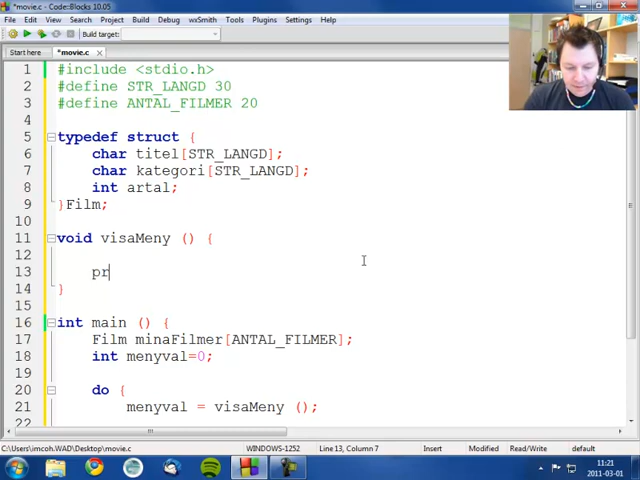 *movie.c - Code::Blocks 10.05
File Edit View Search Project Build Debug wxSmith Tools Plugins Settings Help
Build target:
Start here *movie.c
1 #include <stdio.h>
2 #define STR_LANGD 30
3 #define ANTAL_FILMER 20
4
5 typedef struct {
6 char titel[STR_LANGD];
7 char kategori[STR_LANGD];
8 int artal;
9 }Film;
10
11 void visaMeny () {
12
13 pr
14 }
15
16 int main () {
17 Film minaFilmer[ANTAL_FILMER];
18 int menyval=0;
19
20 do {
21 menyval = visaMeny ();
22
C:\Users\imcoh.WAD\Desktop\movie.c WINDOWS-1252 Line 13, Column 7 Insert Modified Read/Write default
11:21
2011-03-01